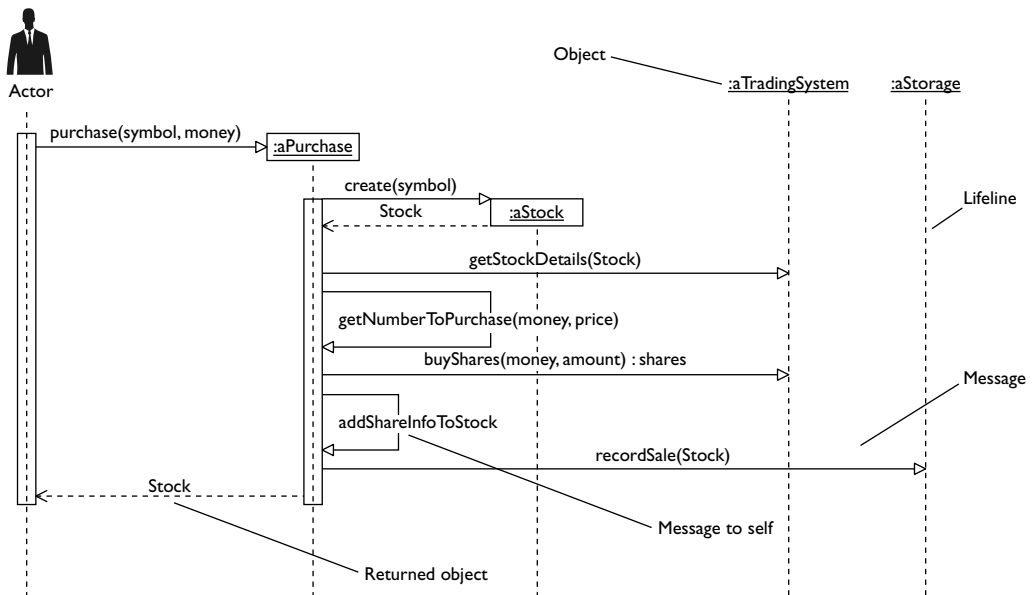 Object
:aTradingSystem
:aStorage
Actor
purchase(symbol, money)
:aPurchase
create(symbol)
Lifeline
Stock
:aStock
getStockDetails(Stock)
getNumberToPurchase(money, price)
buyShares(money, amount) : shares
Message
addShareInfoToStock
recordSale(Stock)
Stock
Message to self
Returned object